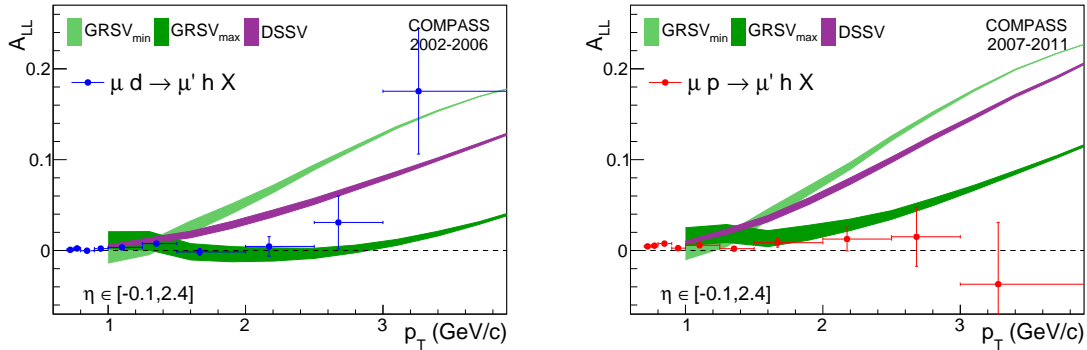 A_LL
GRSV_min GRSV_max DSSV
COMPASS
2002-2006
μ d → μ' h X
0.2
0.1
0
η ∈ [-0.1,2.4]
1 2 3
p_T (GeV/c)
A_LL
GRSV_min GRSV_max DSSV
COMPASS
2007-2011
μ p → μ' h X
0.2
0.1
0
η ∈ [-0.1,2.4]
1 2 3
p_T (GeV/c)